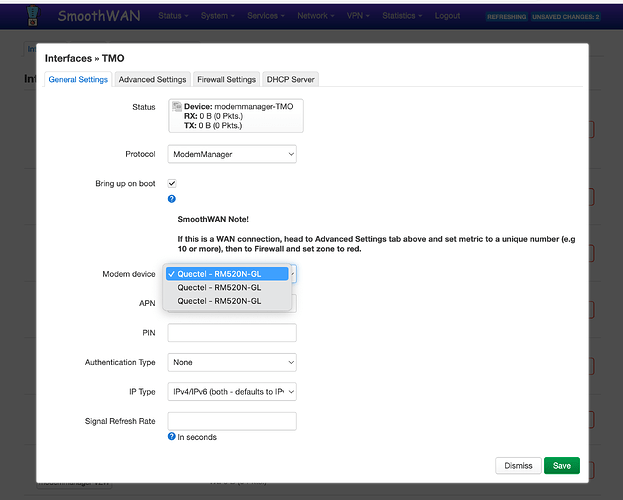 SmoothWAN Status System Services Network VPN Statistics Logout REFRESHING UNSAVED CHANGES: 2
Interfaces » TMO
General Settings Advanced Settings Firewall Settings DHCP Server
Status
Device: modemmanager-TMO
RX: 0 B (0 Pkts.)
TX: 0 B (0 Pkts.)
Protocol ModemManager
Bring up on boot
SmoothWAN Note!
If this is a WAN connection, head to Advanced Settings tab above and set metric to a unique number (e.g
10 or more), then to Firewall and set zone to red.
Modem device Quectel - RM520N-GL
Quectel - RM520N-GL
APN Quectel - RM520N-GL
PIN
Authentication Type None
IP Type IPv4/IPv6 (both - defaults to IPv
Signal Refresh Rate
In seconds
Dismiss Save